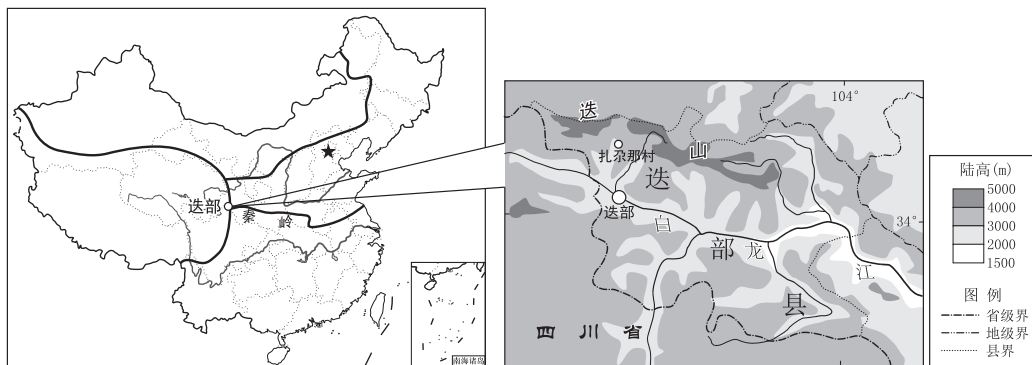 迭部
秦
岭
南海诸岛
迭
山
104°
扎尕那村
迭
迭部
白
部
龙
34°
江
县
四川省
陆高(m)
5000
4000
3000
2000
1500
图例
省级界
地级界
县界